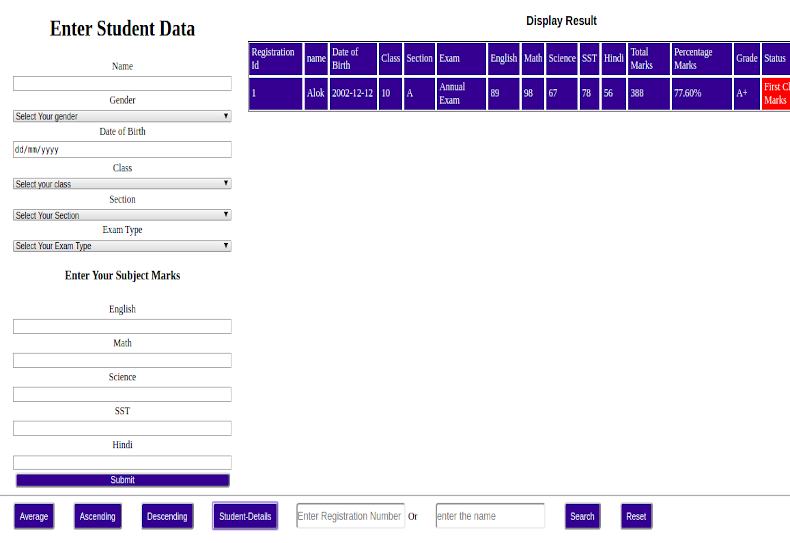 Enter Student Data
Name
Gender
Select Your gender
Date of Birth
dd/mm/yyyy
Class
Select your class
Section
Select Your Section
Exam Type
Select Your Exam Type
Enter Your Subject Marks
English
Math
Science
SST
Hindi
Submit
Display Result
Registration Id name Date of Birth Class Section Exam English Math Science SST Hindi Total Marks Percentage Marks Grade Status
1 Alok 2002-12-12 10 A Annual Exam 89 98 67 78 56 388 77.60% A+ First Marks
Average Ascending Descending Student-Details Enter Registration Number Or enter the name Search Reset